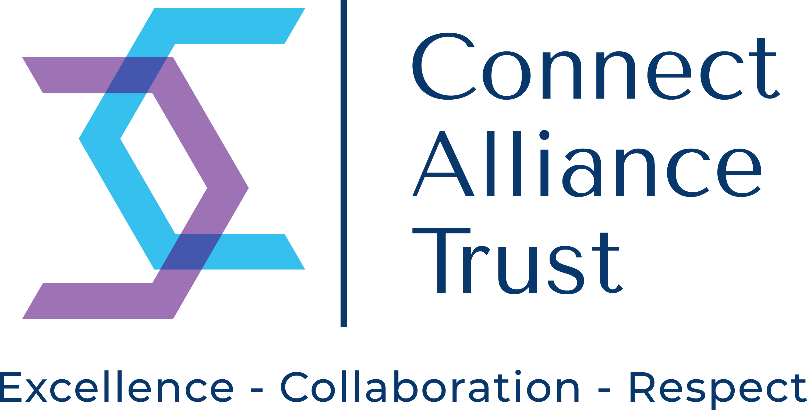 Connect
Alliance
Trust
Excellence - Collaboration - Respect